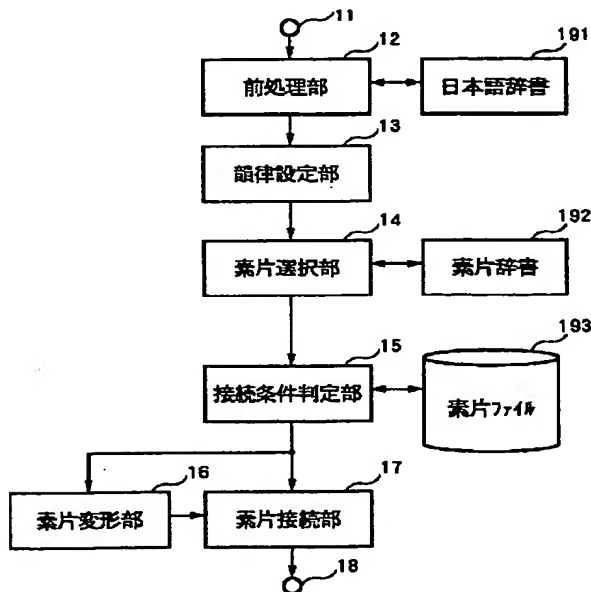 11
12
前処理部
191
日本語辞書
13
韻律設定部
14
素片選択部
192
素片辞書
15
接続条件判定部
193
素片ファイル
16
素片変形部
17
素片接続部
18